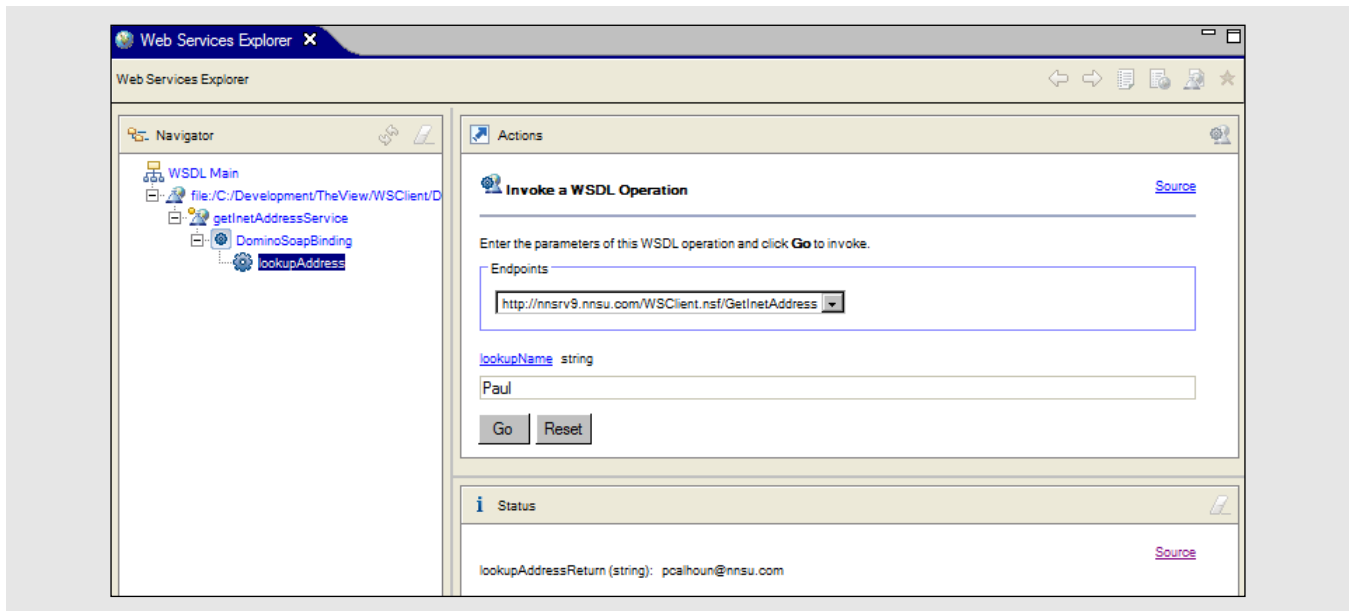 Web Services Explorer
Web Services Explorer
Navigator
WSDL Main
file:/C:/Development/TheView/WSClient/D
getInetAddressService
DominoSoapBinding
lookupAddress
Actions
Invoke a WSDL Operation
Source
Enter the parameters of this WSDL operation and click Go to invoke.
Endpoints
http://nnsrv9.nnsu.com/WSClient.nsf/GetInetAddress
lookupName string
Paul
Go Reset
i Status
Source
lookupAddressReturn (string): pcalhoun@nnsu.com